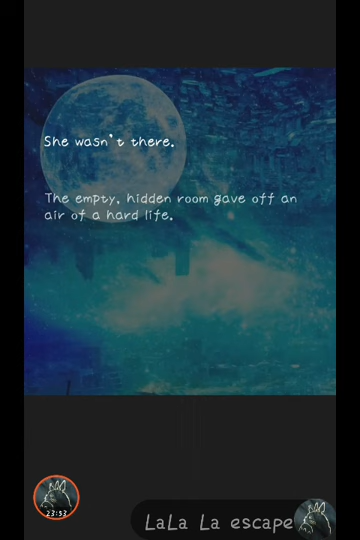 She wasn't there.
The empty, hidden room gave off an
air of a hard life.
23:53
LaLa La escape